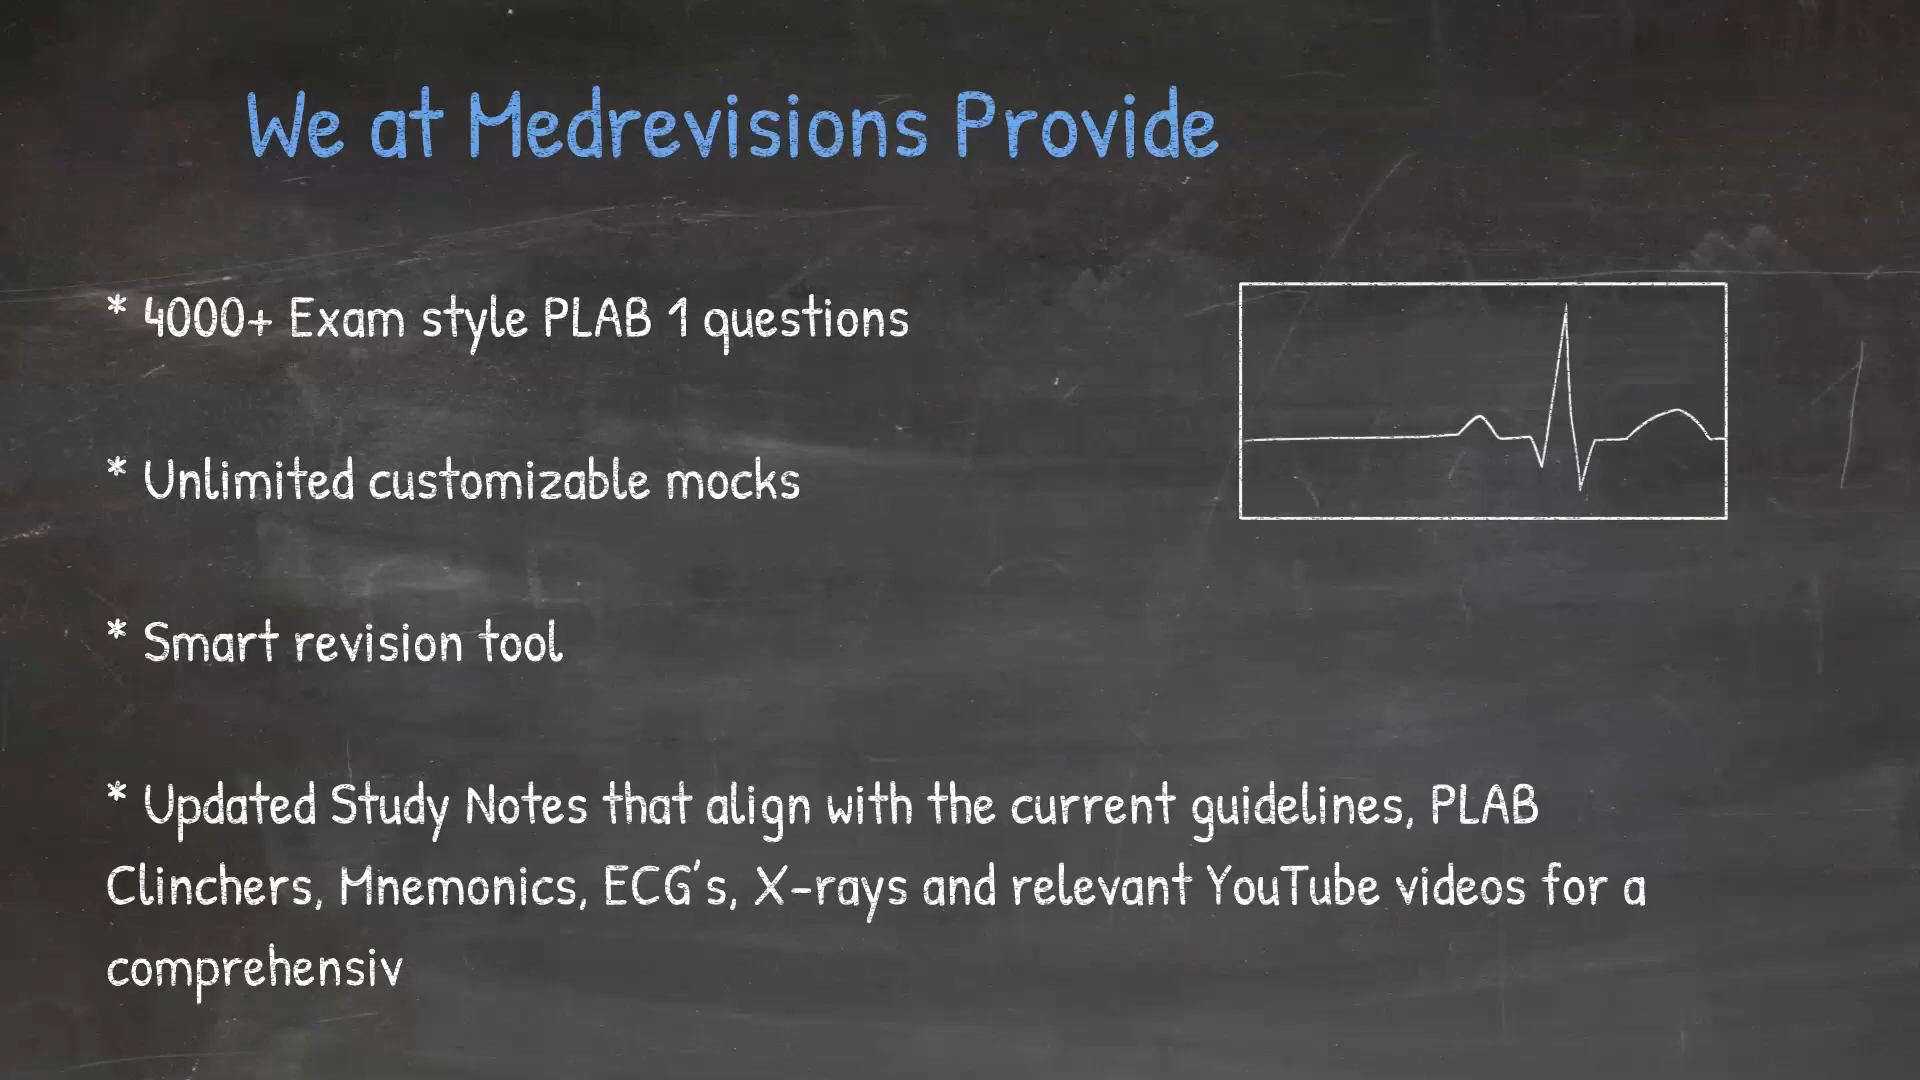 We at Medrevisions Provide
* 4000+ Exam style PLAB 1 questions
* Unlimited customizable mocks
* Smart revision tool
* Updated Study Notes that align with the current guidelines, PLAB
Clinchers, Mnemonics, ECG's, X-rays and relevant YouTube videos for a
comprehensiv